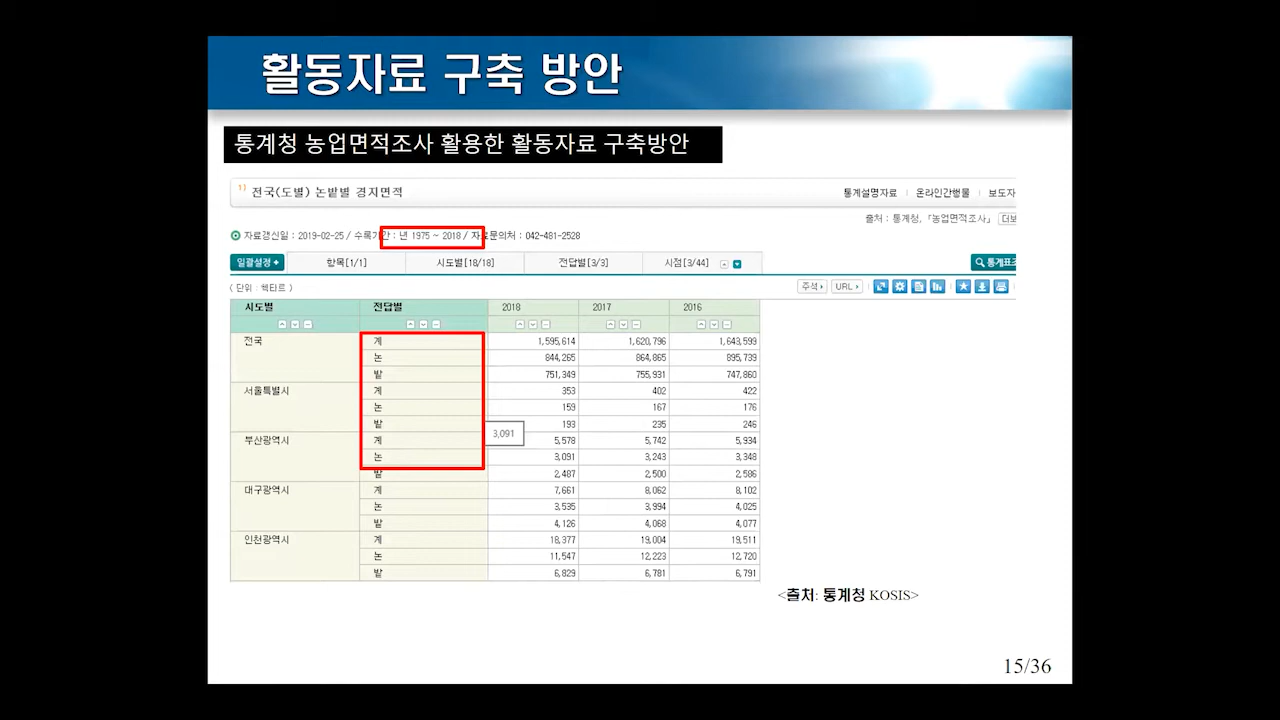 활동자료 구축 방안
통계청 농업면적조사 활용한 활동자료 구축방안
1) 전국(도별) 논밭별 경지면적 통계설명자료 온라인간행물 보도자
출처 : 통계청, 「농업면적조사」 더보
자료갱신일 : 2019-02-25 / 수록기간 : 년 1975 ~ 2018 / 자료문의처 : 042-481-2528
일괄설정 + 항목[1/1] 시도별[18/18] 전답별[3/3] 시점[3/44] 통계표조
( 단위 : 헥타르 ) 주석 URL
시도별 전답별 2018 2017 2016
전국 계 1,595,614 1,620,796 1,643,599
논 844,265 864,865 895,739
밭 751,349 755,931 747,860
서울특별시 계 353 402 422
논 159 167 176
밭 193 235 246
3,091
부산광역시 계 5,578 5,742 5,934
논 3,091 3,243 3,348
밭 2,487 2,500 2,586
대구광역시 계 7,661 8,062 8,102
논 3,535 3,994 4,025
밭 4,126 4,068 4,077
인천광역시 계 18,377 19,004 19,511
논 11,547 12,223 12,720
밭 6,829 6,781 6,791
<출처: 통계청 KOSIS>
15/36